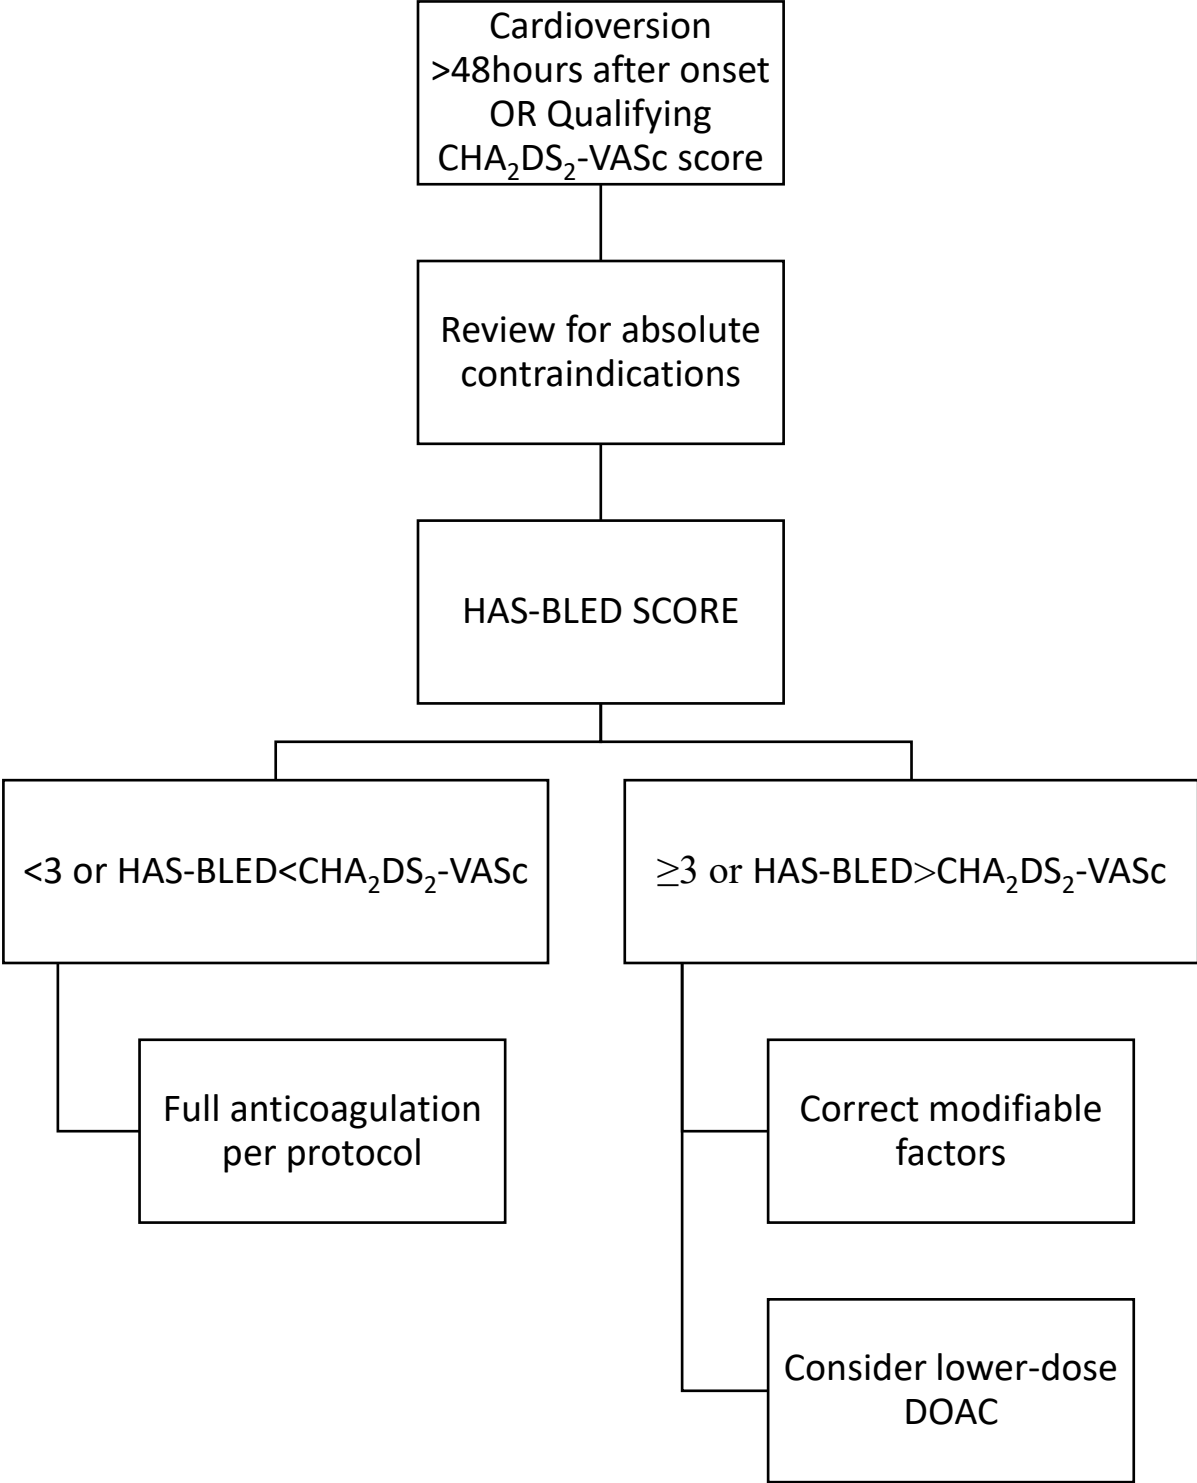 Cardioversion
>48hours after onset
OR Qualifying
CHA₂DS₂-VASc score
Review for absolute
contraindications
HAS-BLED SCORE
<3 or HAS-BLED<CHA₂DS₂-VASc
≥3 or HAS-BLED>CHA₂DS₂-VASc
Full anticoagulation
per protocol
Correct modifiable
factors
Consider lower-dose
DOAC